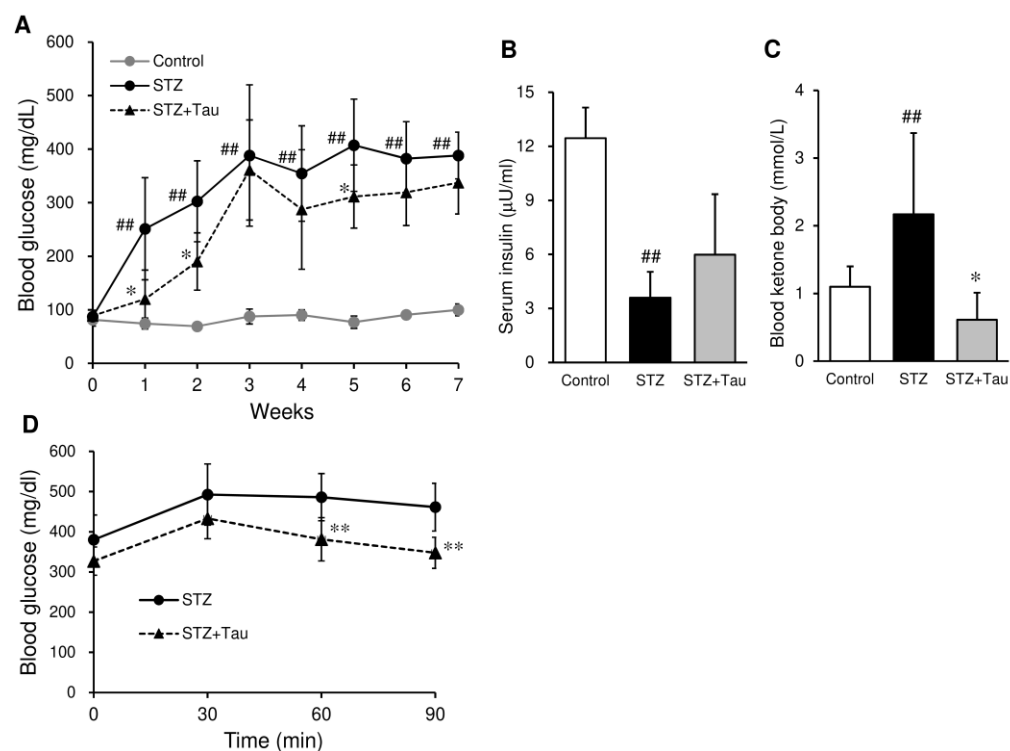 A
600
500
400
300
200
100
0
Blood glucose (mg/dL)
Control
STZ
STZ+Tau
##
##
##
##
##
##
##
*
*
*
0 1 2 3 4 5 6 7
Weeks
B
15
12
9
6
3
0
Serum insulin (μU/ml)
##
Control STZ STZ+Tau
C
4
3
2
1
0
Blood ketone body (mmol/L)
##
*
Control STZ STZ+Tau
D
600
500
400
300
200
100
0
Blood glucose (mg/dl)
**
**
STZ
STZ+Tau
0 30 60 90
Time (min)